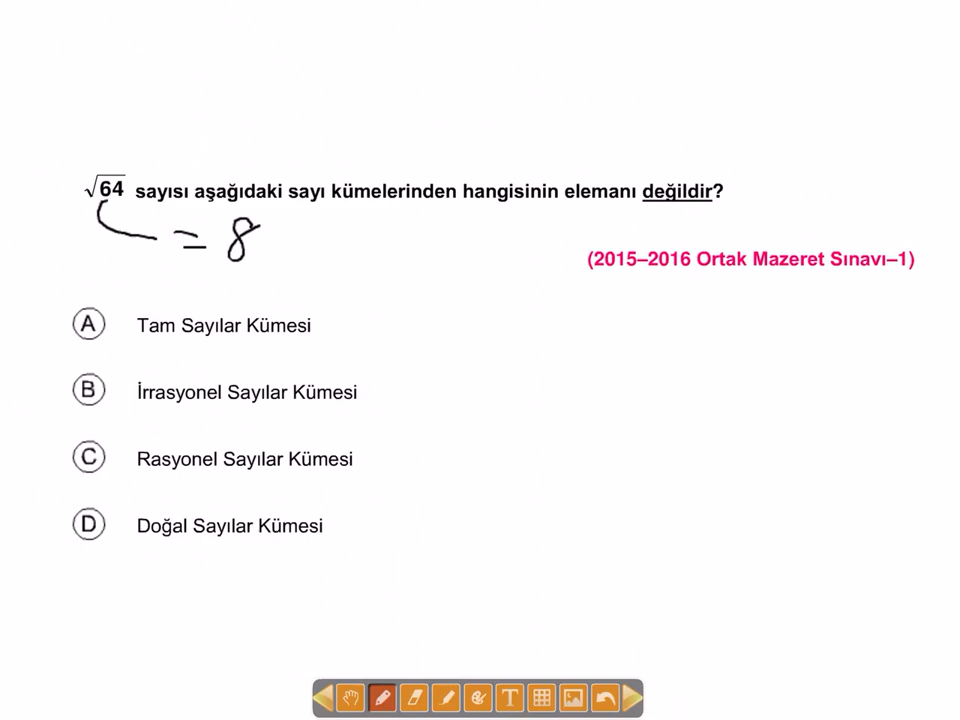 √64 sayısı aşağıdaki sayı kümelerinden hangisinin elemanı değildir?
= 8
(2015–2016 Ortak Mazeret Sınavı–1)
A Tam Sayılar Kümesi
B İrrasyonel Sayılar Kümesi
C Rasyonel Sayılar Kümesi
D Doğal Sayılar Kümesi
T